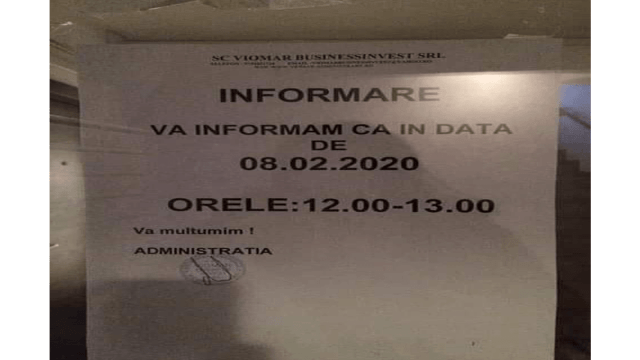 SC VIOMAR BUSINESSINVEST SRL
INFORMARE
VA INFORMAM CA IN DATA
DE
08.02.2020
ORELE:12.00-13.00
Va multumim !
ADMINISTRATIA